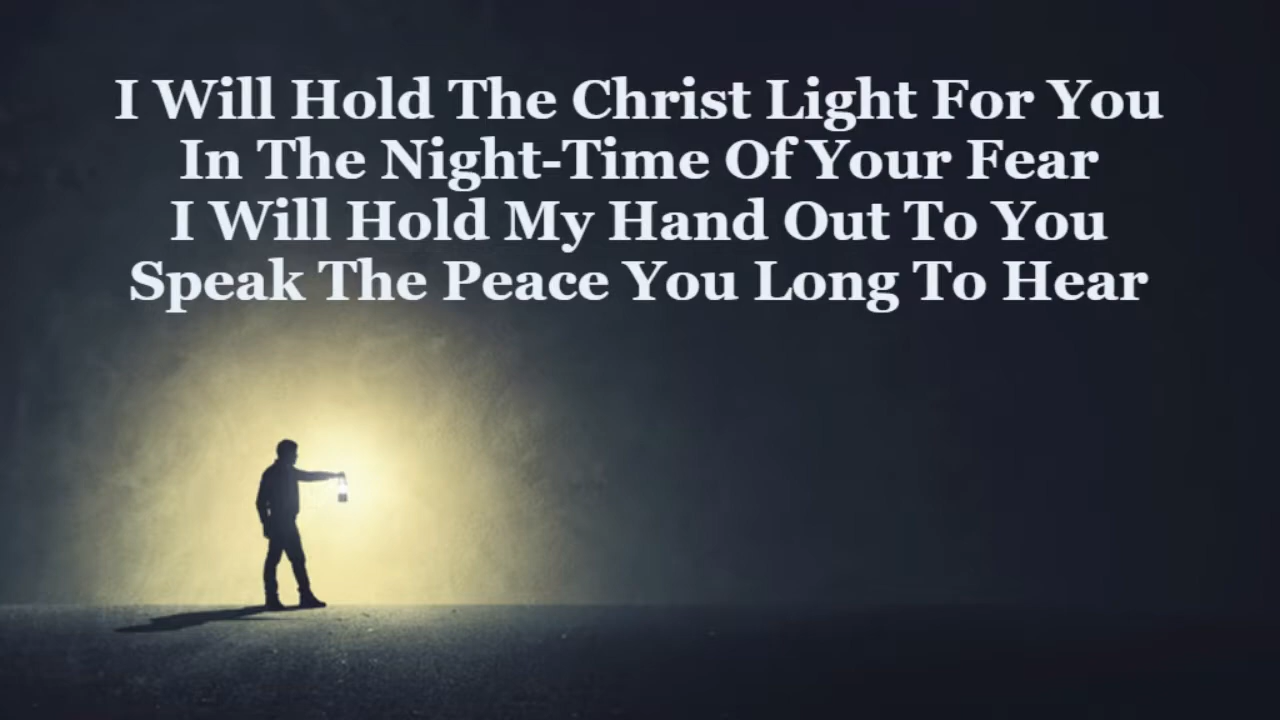 I Will Hold The Christ Light For You
In The Night-Time Of Your Fear
I Will Hold My Hand Out To You
Speak The Peace You Long To Hear